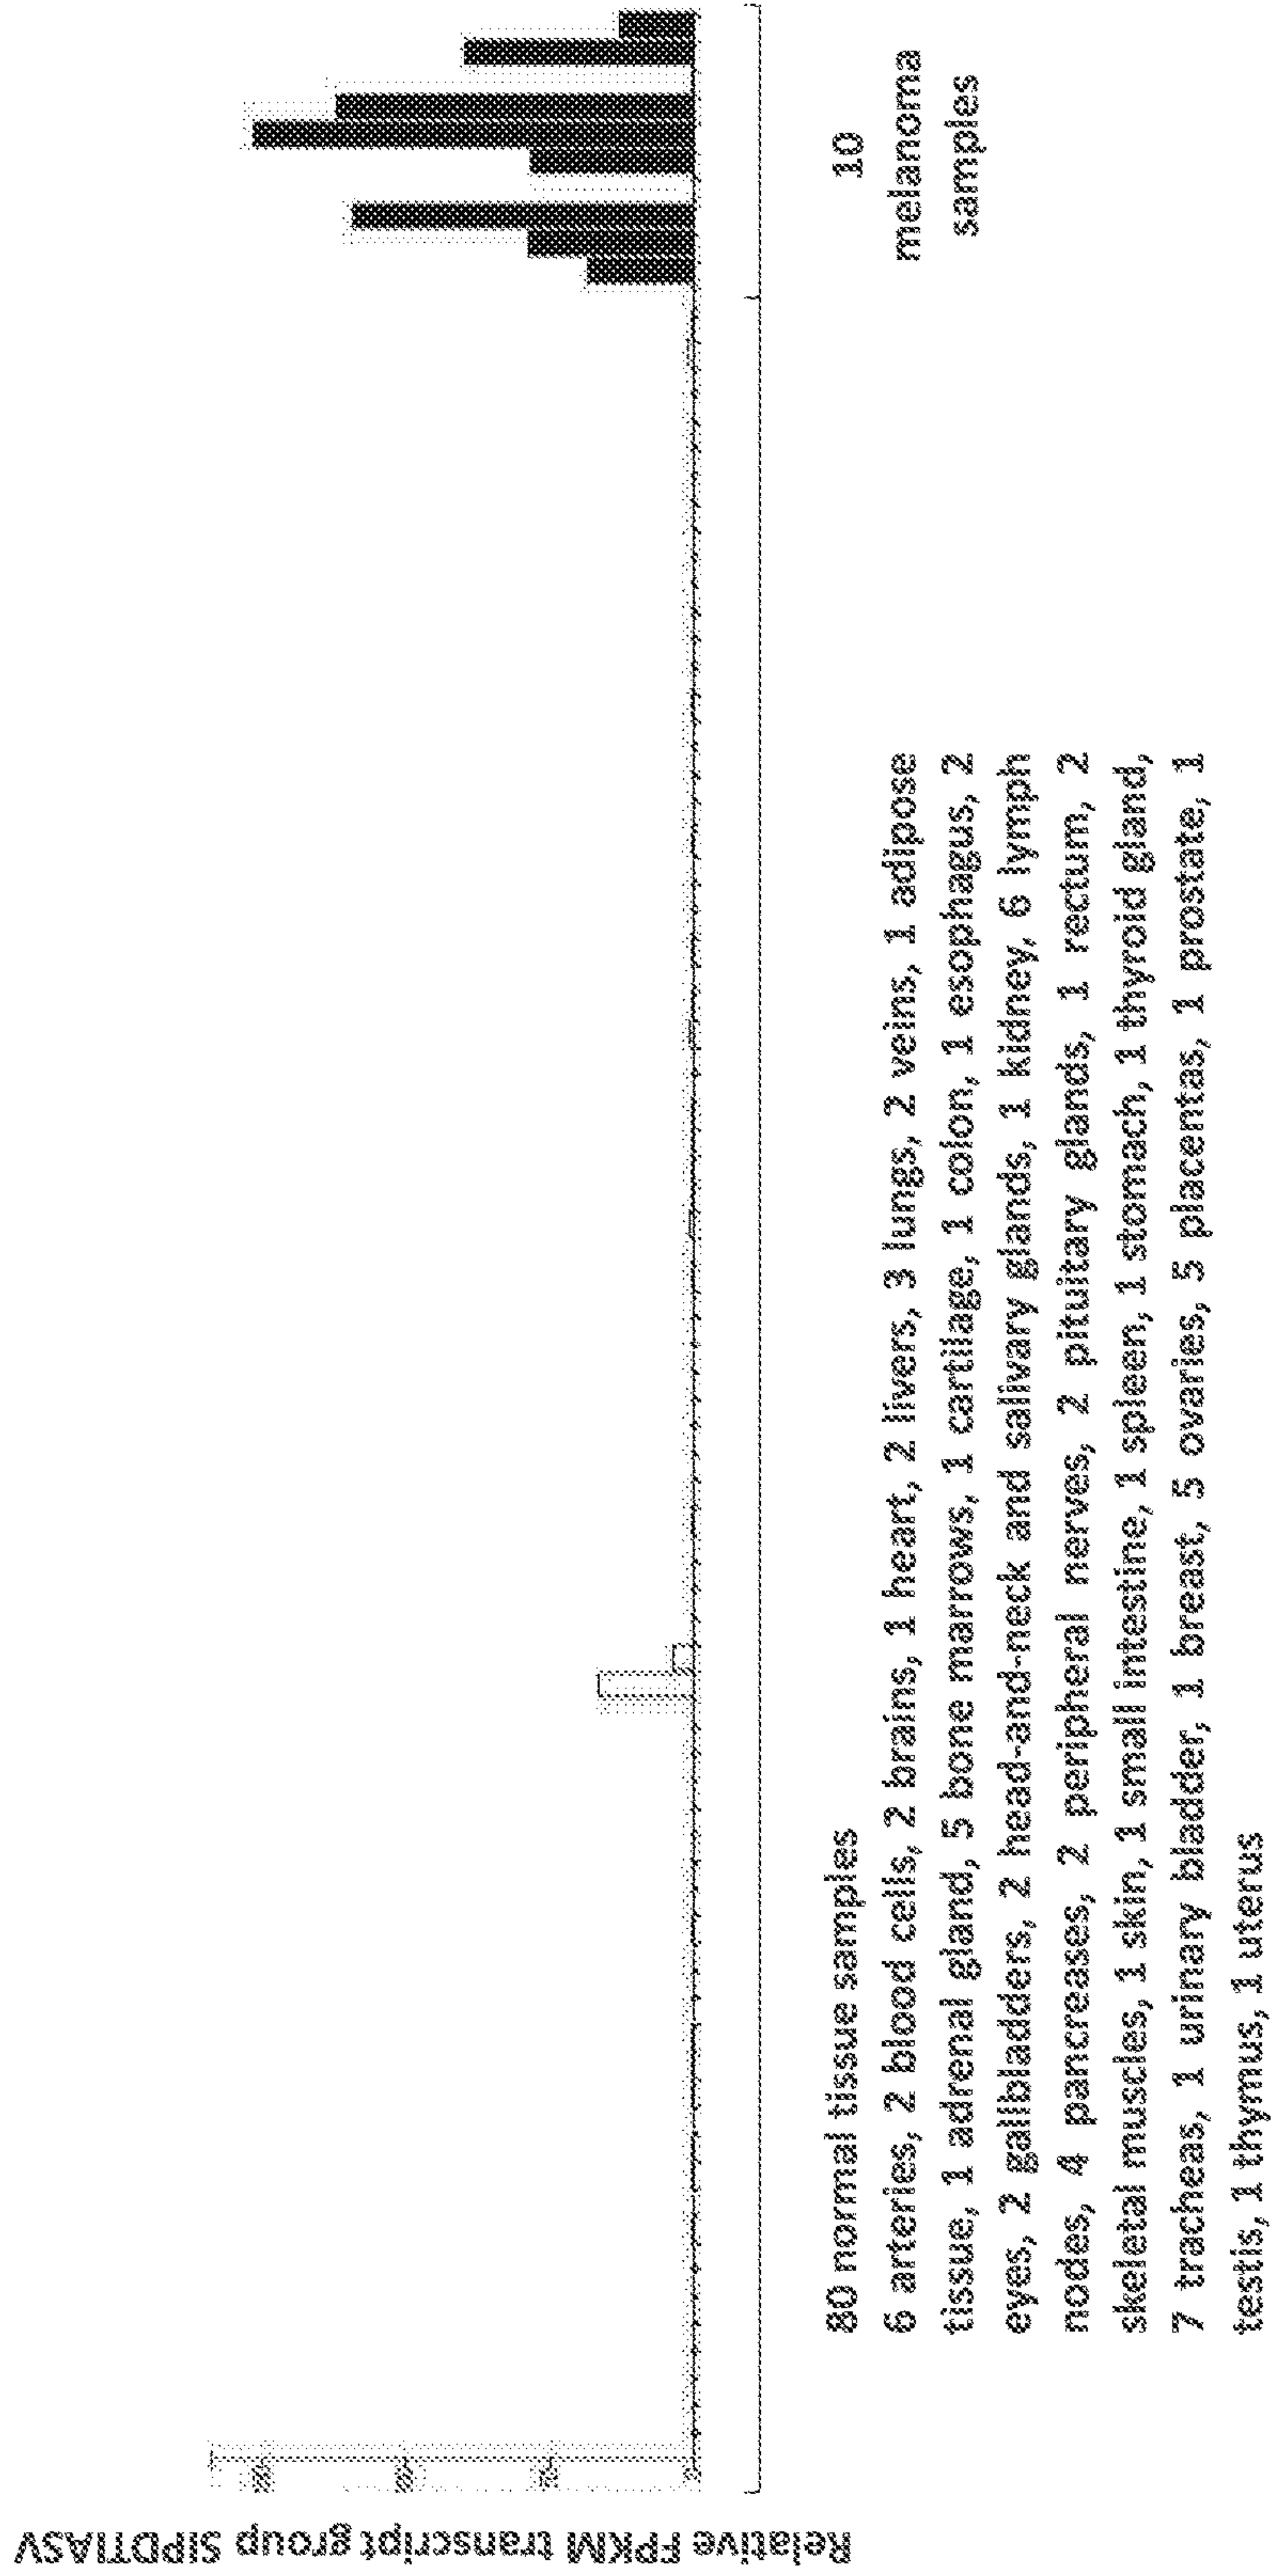 Relative FPKM transcript group SIPDTIASV
0
80 normal tissue samples
6 arteries, 2 blood cells, 2 brains, 1 heart, 2 livers, 3 lungs, 2 veins, 1 adipose
tissue, 1 adrenal gland, 5 bone marrows, 1 cartilage, 1 colon, 1 esophagus, 2
eyes, 2 gallbladders, 2 head-and-neck and salivary glands, 1 kidney, 6 lymph
nodes, 4 pancreases, 2 peripheral nerves, 2 pituitary glands, 1 rectum, 2
skeletal muscles, 1 skin, 1 small intestine, 1 spleen, 1 stomach, 1 thyroid gland,
7 tracheas, 1 urinary bladder, 1 breast, 5 ovaries, 5 placentas, 1 prostate, 1
testis, 1 thymus, 1 uterus
10
melanoma
samples